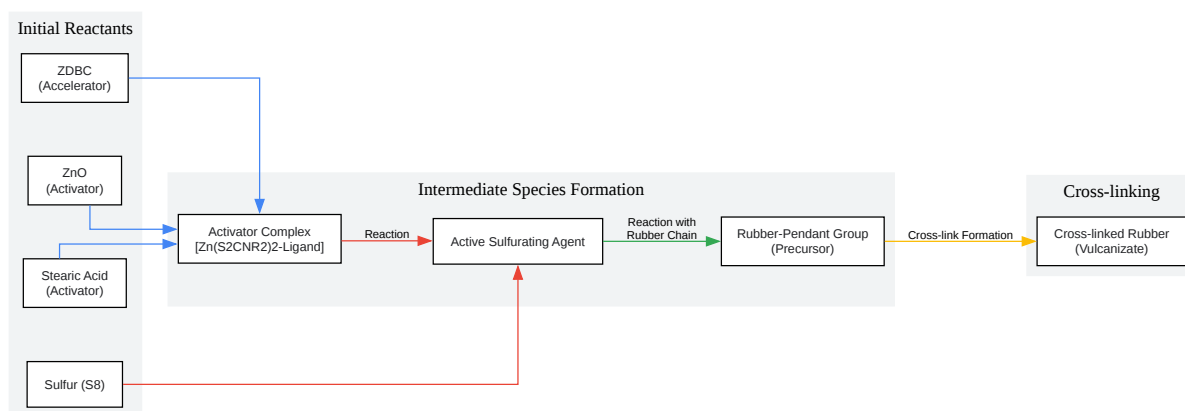 Initial Reactants
ZDBC
(Accelerator)
ZnO
(Activator)
Stearic Acid
(Activator)
Sulfur (S8)
Intermediate Species Formation
Activator Complex
[Zn(S2CNR2)2-Ligand]
Reaction
Active Sulfurating Agent
Reaction with
Rubber Chain
Rubber-Pendant Group
(Precursor)
Cross-link Formation
Cross-linking
Cross-linked Rubber
(Vulcanizate)